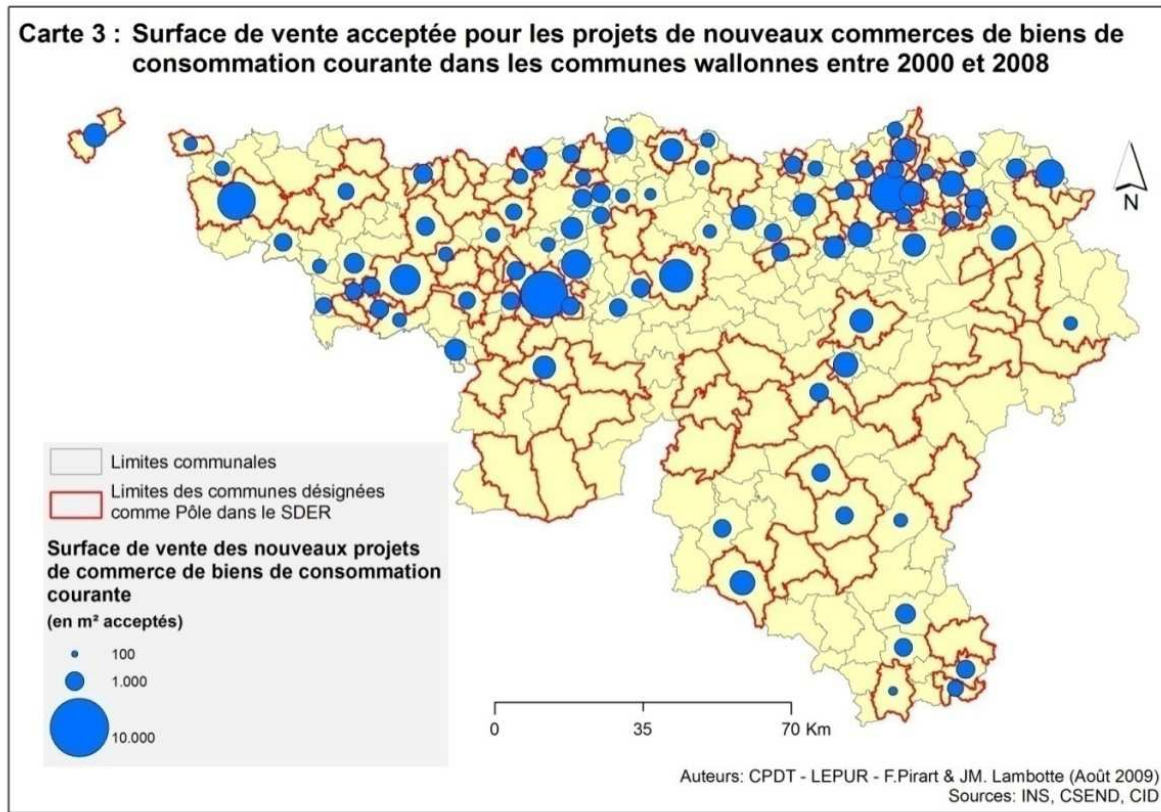 Carte 3 : Surface de vente acceptée pour les projets de nouveaux commerces de biens de
consommation courante dans les communes wallonnes entre 2000 et 2008
N
Limites communales
Limites des communes désignées
comme Pôle dans le SDER
Surface de vente des nouveaux projets
de commerce de biens de consommation
courante
(en m² acceptés)
100
1.000
10.000
0 35 70 Km
Auteurs: CPDT - LEPUR - F.Pirart & JM. Lambotte (Août 2009)
Sources: INS, CSEND, CID